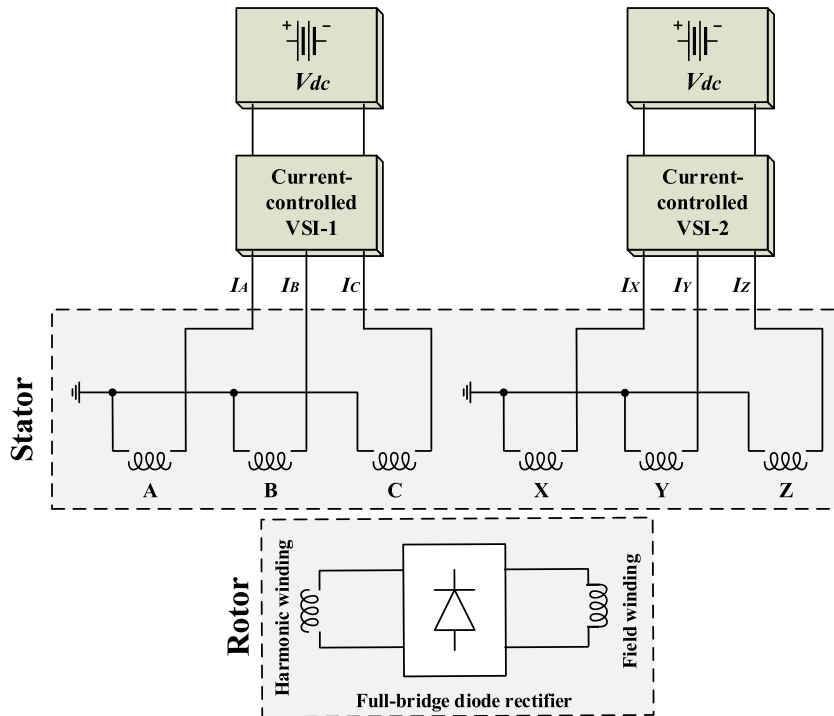 + −
Vdc
+ −
Vdc
Current-
controlled
VSI-1
Current-
controlled
VSI-2
IA IB IC
IX IY IZ
Stator
A B C X Y Z
Rotor
Harmonic winding
Field winding
Full-bridge diode rectifier